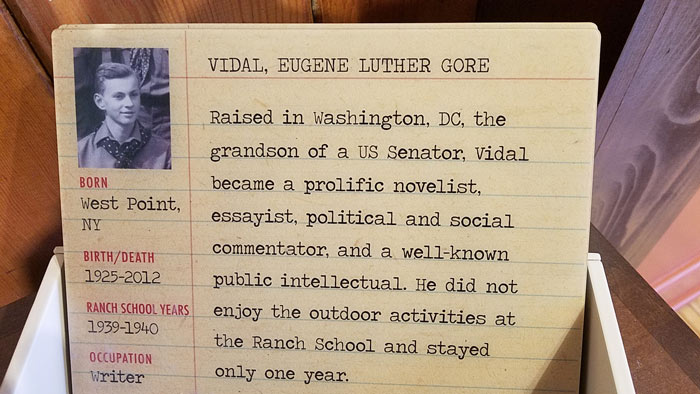 VIDAL, EUGENE LUTHER GORE
Raised in Washington, DC, the
grandson of a US Senator, Vidal
became a prolific novelist,
essayist, political and social
commentator, and a well-known
public intellectual. He did not
enjoy the outdoor activities at
the Ranch School and stayed
only one year.
BORN
West Point,
NY
BIRTH/DEATH
1925-2012
RANCH SCHOOL YEARS
1939-1940
OCCUPATION
Writer